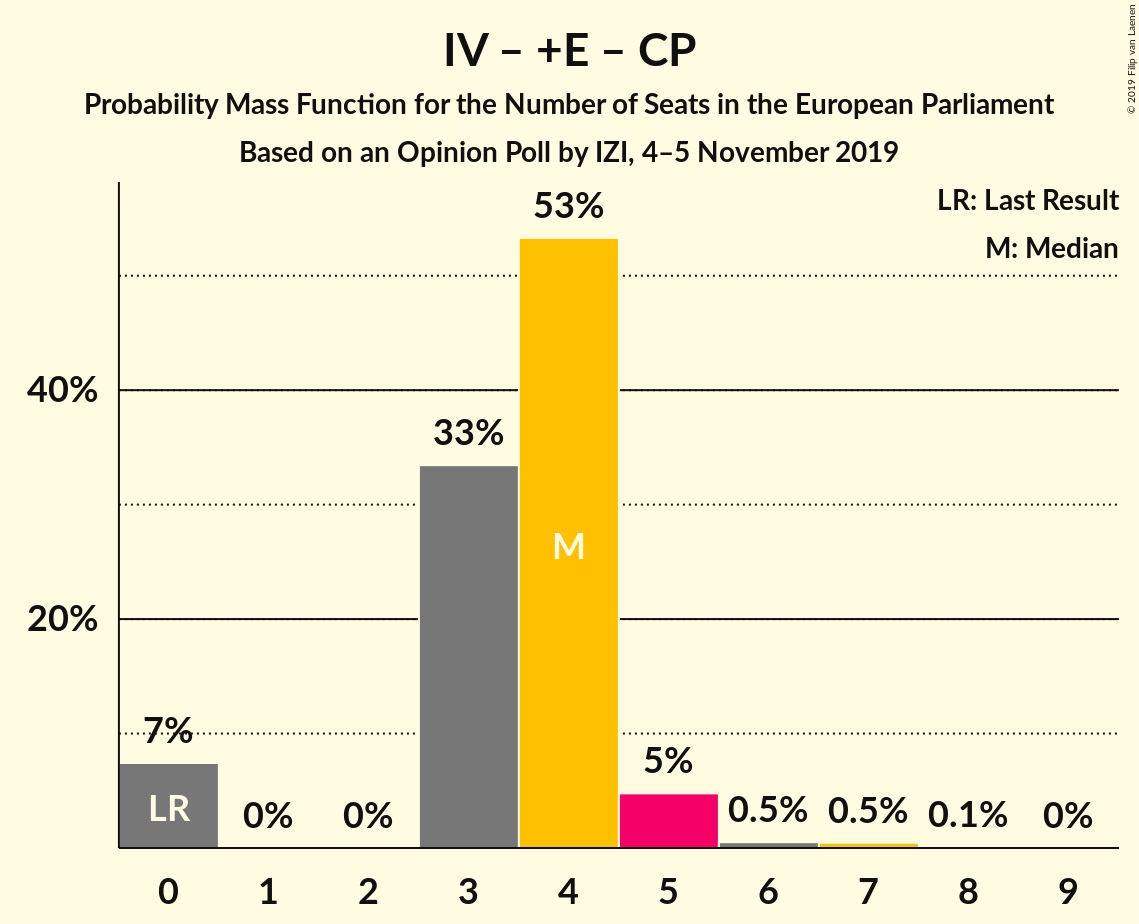 IV – +E – CP
Probability Mass Function for the Number of Seats in the European Parliament
Based on an Opinion Poll by IZI, 4–5 November 2019
© 2019 Filip van Laenen
LR: Last Result
M: Median
53%
40%
33%
M
20%
7%
5%
LR
0%
0%
0.5%
0.5%
0.1%
0%
0 1 2 3 4 5 6 7 8 9